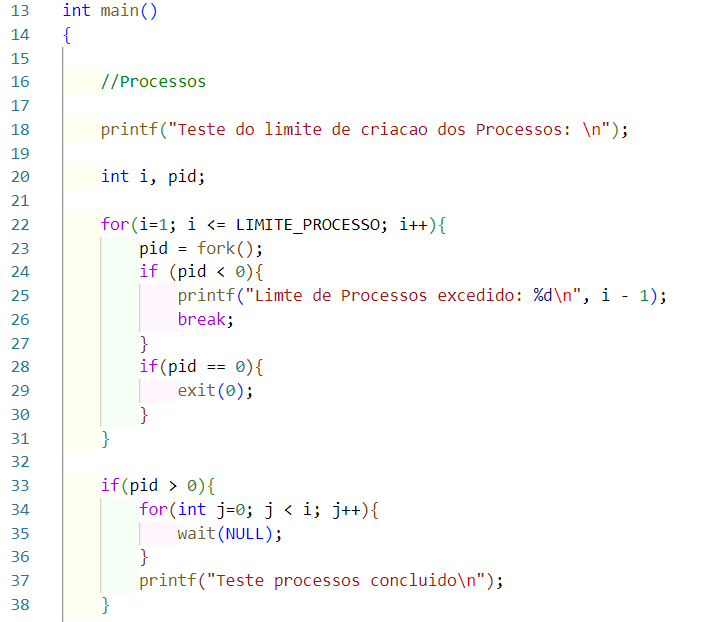 13 int main()
14 {
15
16 //Processos
17
18 printf("Teste do limite de criacao dos Processos: \n");
19
20 int i, pid;
21
22 for(i=1; i <= LIMITE_PROCESSO; i++){
23 pid = fork();
24 if (pid < 0){
25 printf("Limte de Processos excedido: %d\n", i - 1);
26 break;
27 }
28 if(pid == 0){
29 exit(0);
30 }
31 }
32
33 if(pid > 0){
34 for(int j=0; j < i; j++){
35 wait(NULL);
36 }
37 printf("Teste processos concluido\n");
38 }